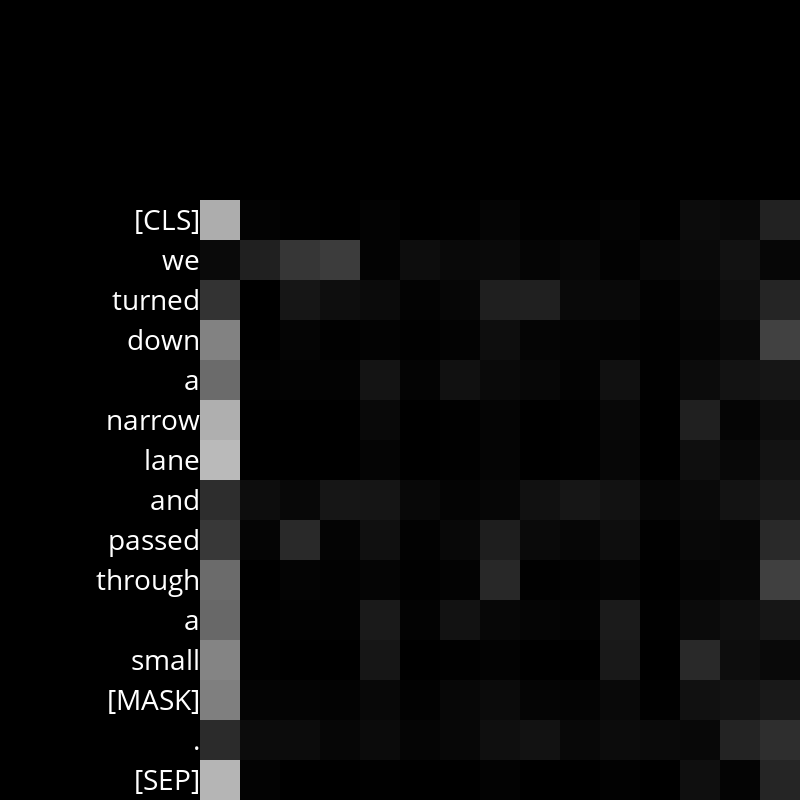 [CLS]
we
turned
down
a
narrow
lane
and
passed
through
a
small
[MASK]
.
[SEP]